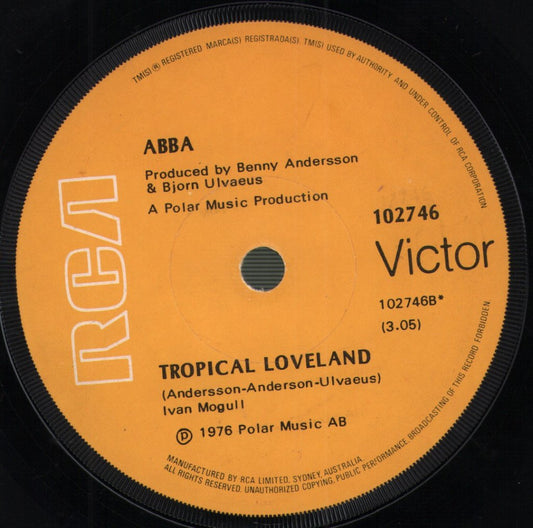 TM(S) ® REGISTERED MARCA(S) REGISTRADA(S). TM(S) USED BY AUTHORITY AND UNDER CONTROL OF RCA CORPORATION
ABBA
Produced by Benny Andersson
& Bjorn Ulvaeus
A Polar Music Production
RCA
102746
Victor
102746B*
(3.05)
TROPICAL LOVELAND
(Andersson-Anderson-Ulvaeus)
Ivan Mogull
℗ 1976 Polar Music AB
MANUFACTURED BY RCA LIMITED, SYDNEY, AUSTRALIA.
ALL RIGHTS RESERVED. UNAUTHORIZED COPYING, PUBLIC PERFORMANCE BROADCASTING OF THIS RECORD FORBIDDEN.